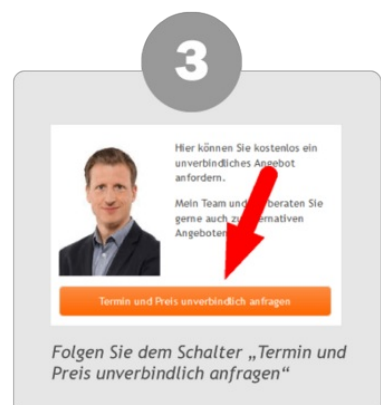 3
Hier können Sie kostenlos ein
unverbindliches Angebot
anfordern.
Mein Team und beraten Sie
gerne auch zu
Angeboten
Termin und Preis unverbindlich anfragen
Folgen Sie dem Schalter „Termin und
Preis unverbindlich anfragen“